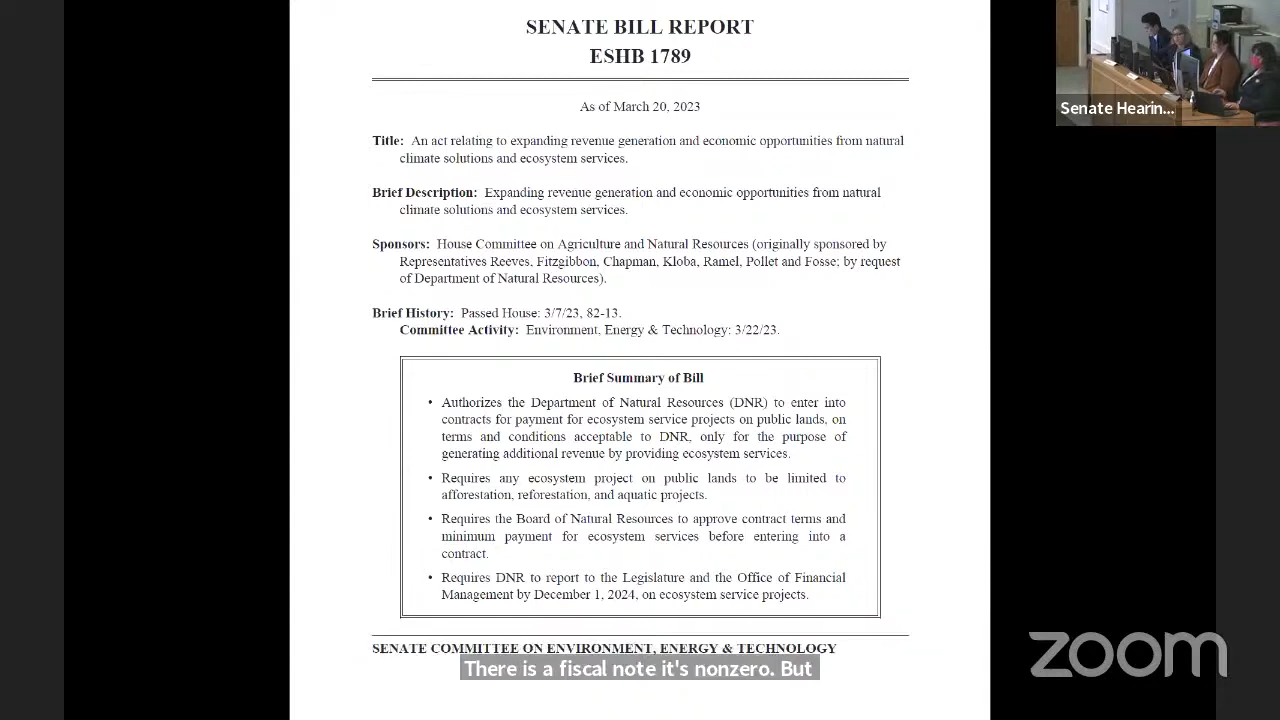 SENATE BILL REPORT
ESHB 1789
As of March 20, 2023
Title: An act relating to expanding revenue generation and economic opportunities from natural
climate solutions and ecosystem services.
Brief Description: Expanding revenue generation and economic opportunities from natural
climate solutions and ecosystem services.
Sponsors: House Committee on Agriculture and Natural Resources (originally sponsored by
Representatives Reeves, Fitzgibbon, Chapman, Kloba, Ramel, Pollet and Fosse; by request
of Department of Natural Resources).
Brief History: Passed House: 3/7/23, 82-13.
Committee Activity: Environment, Energy & Technology: 3/22/23.
Brief Summary of Bill
• Authorizes the Department of Natural Resources (DNR) to enter into
contracts for payment for ecosystem service projects on public lands, on
terms and conditions acceptable to DNR, only for the purpose of
generating additional revenue by providing ecosystem services.
• Requires any ecosystem project on public lands to be limited to
afforestation, reforestation, and aquatic projects.
• Requires the Board of Natural Resources to approve contract terms and
minimum payment for ecosystem services before entering into a
contract.
• Requires DNR to report to the Legislature and the Office of Financial
Management by December 1, 2024, on ecosystem service projects.
SENATE COMMITTEE ON ENVIRONMENT, ENERGY & TECHNOLOGY
There is a fiscal note it's nonzero. But
Senate Hearin...
zoom